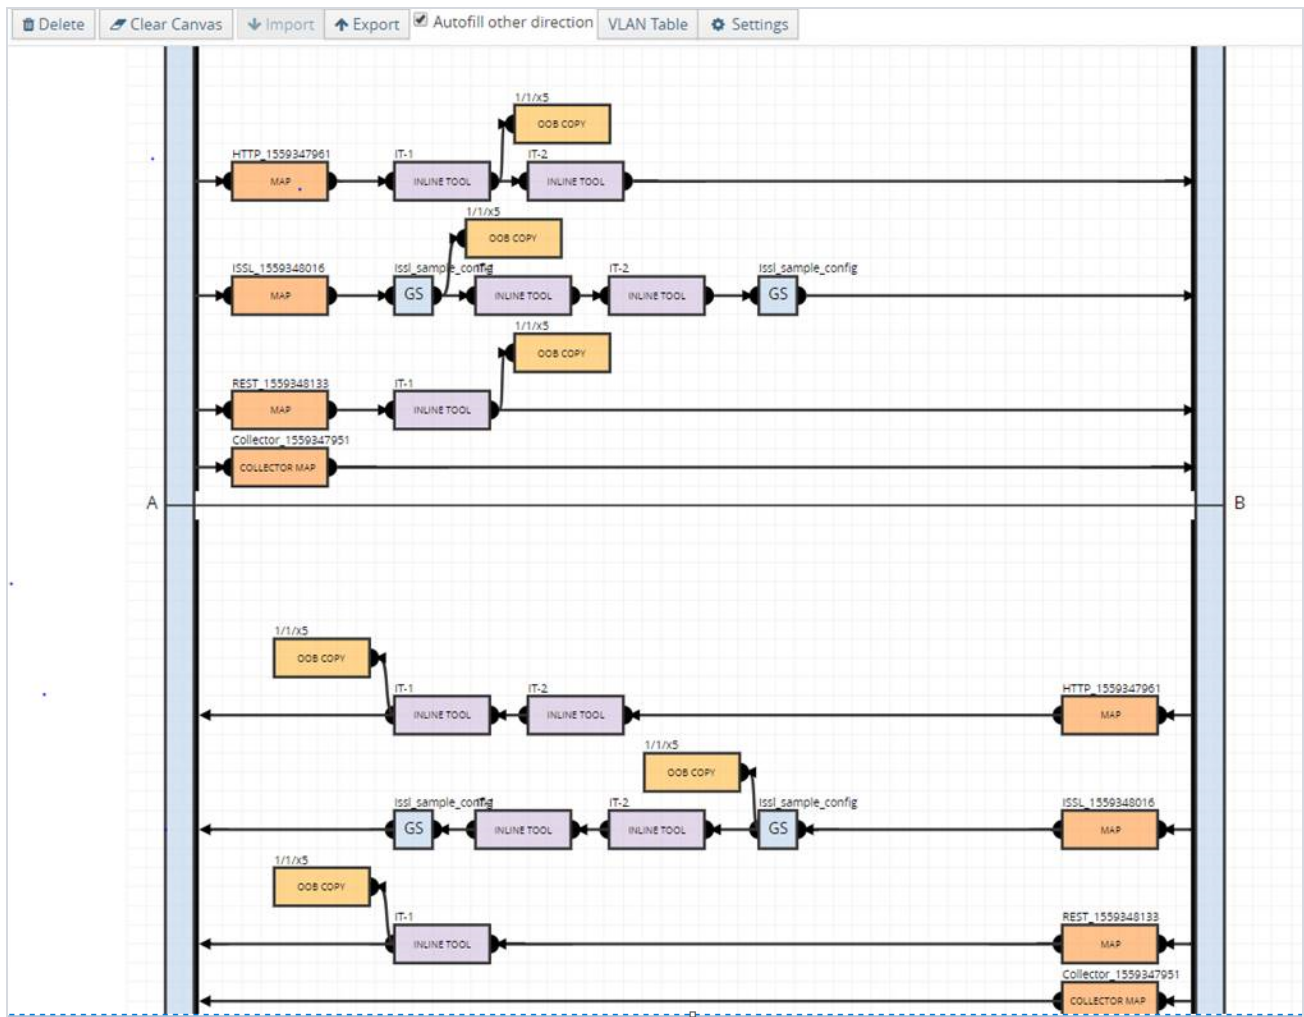 Delete Clear Canvas Import Export Autofill other direction VLAN Table Settings
1/1/x5
OOB COPY
HTTP_1559347961 IT-1 IT-2
MAP INLINE TOOL INLINE TOOL
1/1/x5
OOB COPY
ISSL_1559348016 Issl_sample_config IT-2 Issl_sample_config
MAP GS INLINE TOOL INLINE TOOL GS
1/1/x5
OOB COPY
REST_1559348133 IT-1
MAP INLINE TOOL
Collector_1559347951
COLLECTOR MAP
A B
1/1/x5
OOB COPY
IT-1 IT-2 HTTP_1559347961
INLINE TOOL INLINE TOOL MAP
1/1/x5
OOB COPY
Issl_sample_config IT-2 Issl_sample_config ISSL_1559348016
GS INLINE TOOL INLINE TOOL GS MAP
1/1/x5
OOB COPY
IT-1 REST_1559348133
INLINE TOOL MAP
Collector_1559347951
COLLECTOR MAP